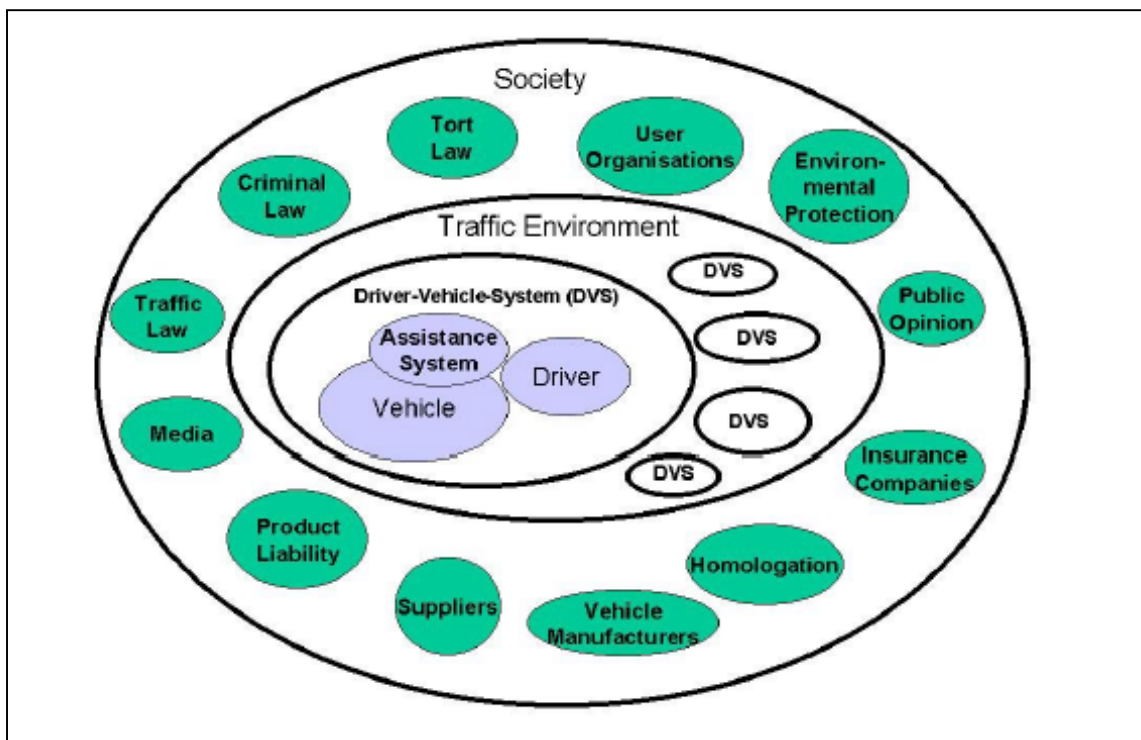 Society
Tort
Law
User
Organisations
Environ-
mental
Protection
Criminal
Law
Traffic Environment
DVS
Driver-Vehicle-System (DVS)
Public
Opinion
Traffic
Law
DVS
Assistance
System
Driver
Vehicle
DVS
Media
Insurance
Companies
DVS
Product
Liability
Homologation
Suppliers
Vehicle
Manufacturers